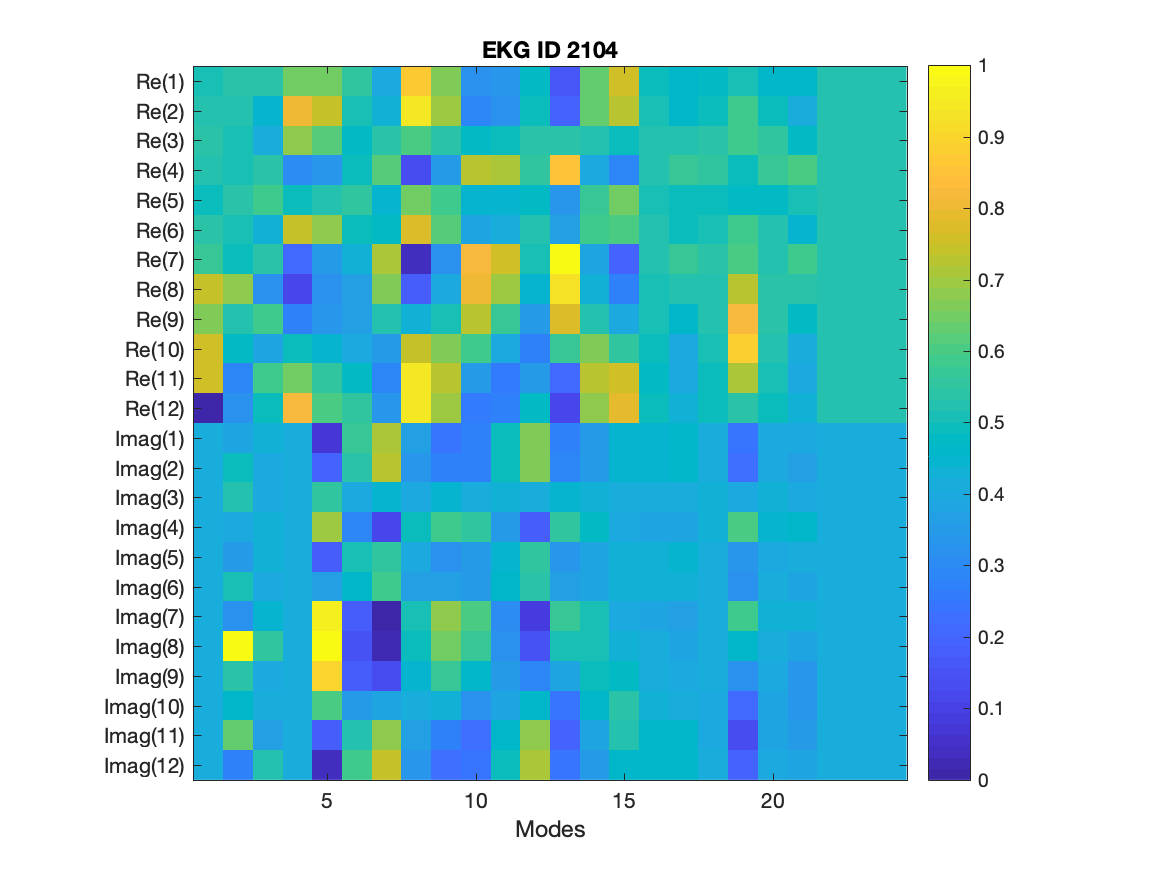 EKG ID 2104
Re(1)
Re(2)
Re(3)
Re(4)
Re(5)
Re(6)
Re(7)
Re(8)
Re(9)
Re(10)
Re(11)
Re(12)
Imag(1)
Imag(2)
Imag(3)
Imag(4)
Imag(5)
Imag(6)
Imag(7)
Imag(8)
Imag(9)
Imag(10)
Imag(11)
Imag(12)
5 10 15 20
Modes
1
0.9
0.8
0.7
0.6
0.5
0.4
0.3
0.2
0.1
0